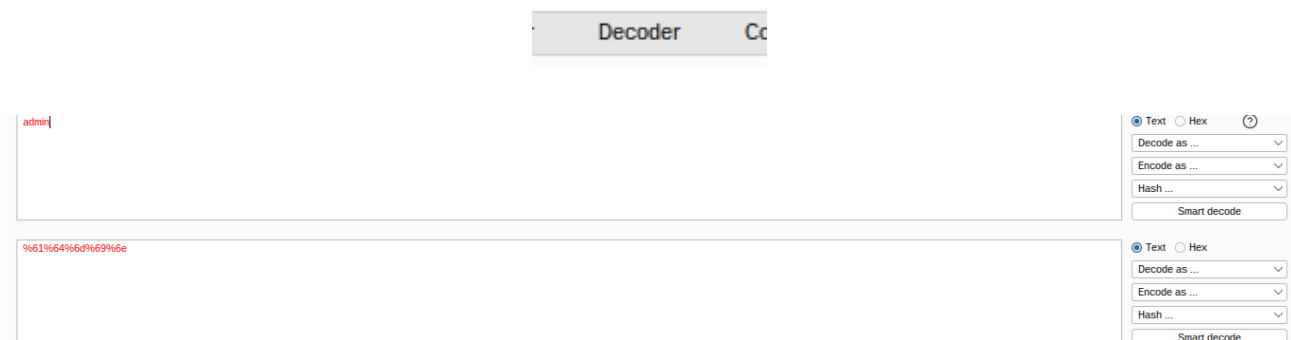 Decoder Co
admin
Text Hex ?
Decode as ...
Encode as ...
Hash ...
Smart decode
%61%64%6d%69%6e
Text Hex
Decode as ...
Encode as ...
Hash ...
Smart decode